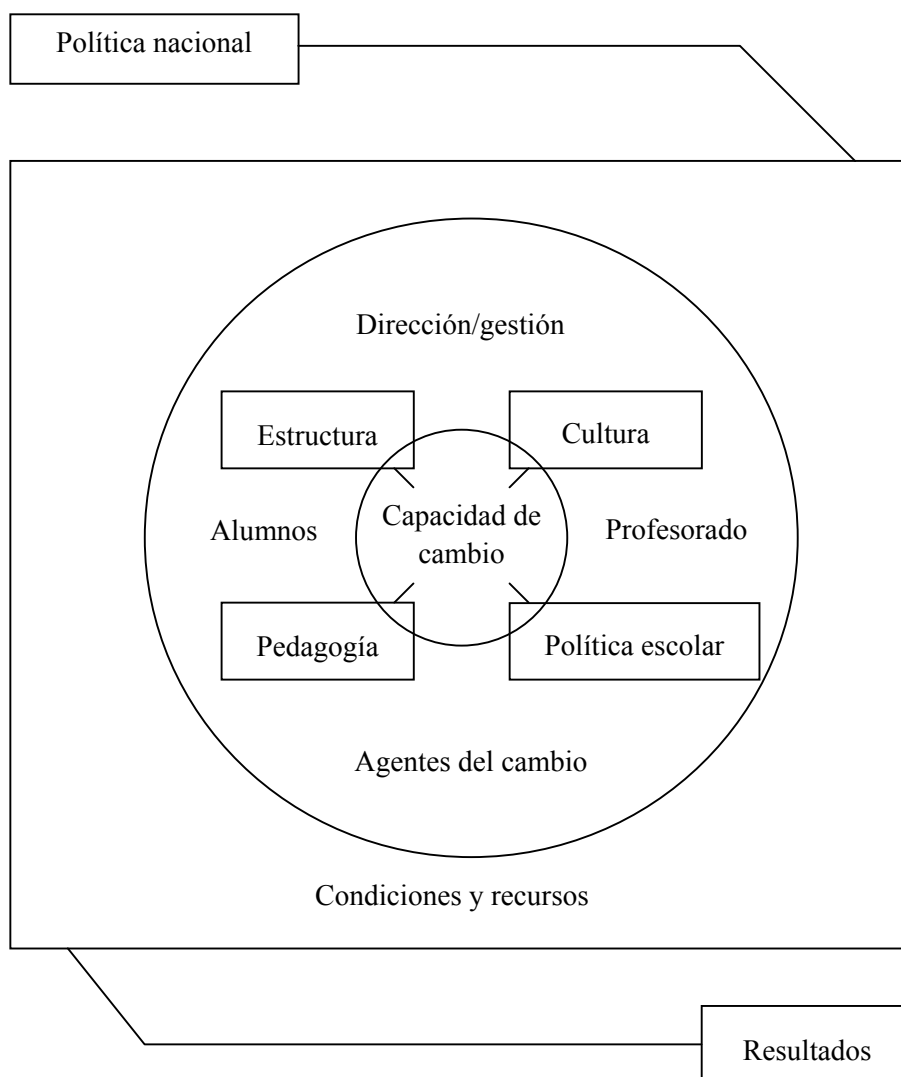 Política nacional
Dirección/gestión
Estructura
Cultura
Alumnos
Capacidad de
cambio
Profesorado
Pedagogía
Política escolar
Agentes del cambio
Condiciones y recursos
Resultados